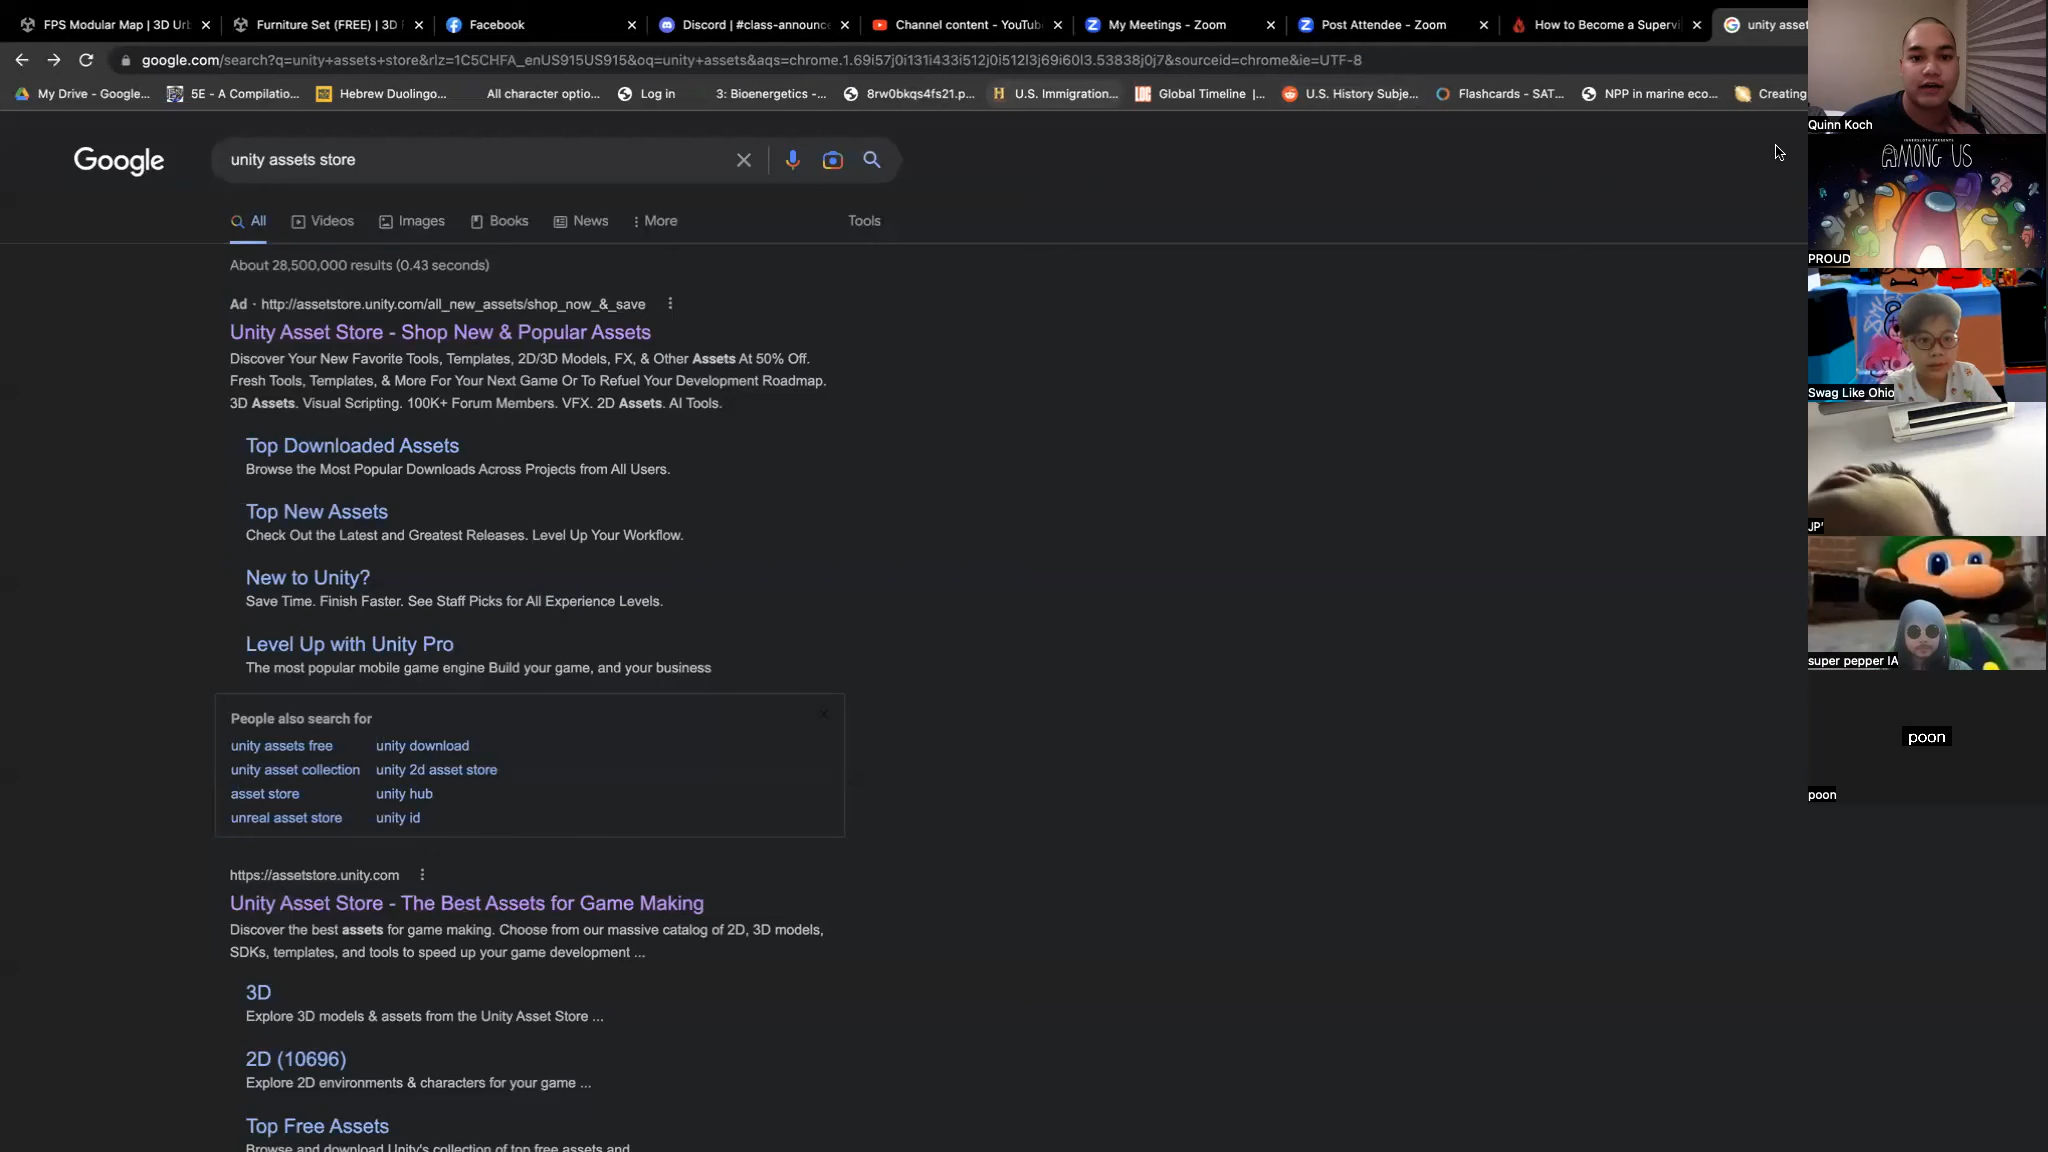 FPS Modular Map | 3D Urb
Furniture Set (FREE) | 3D F
Facebook
Discord | #class-announce
Channel content - YouTube
My Meetings - Zoom
Post Attendee - Zoom
How to Become a Supervi
unity asset
google.com/search?q=unity+assets+store&rlz=1C5CHFA_enUS915US915&oq=unity+assets&aqs=chrome.1.69i57j0i131i433i512j0i512l3j69i60l3.53838j0j7&sourceid=chrome&ie=UTF-8
My Drive - Google...
5E - A Compilatio...
Hebrew Duolingo...
All character optio...
Log in
3: Bioenergetics -...
8rw0bkqs4fs21.p...
U.S. Immigration...
Global Timeline |...
U.S. History Subje...
Flashcards - SAT...
NPP in marine eco...
Creating
Google
unity assets store
All
Videos
Images
Books
News
More
Tools
About 28,500,000 results (0.43 seconds)
Ad · http://assetstore.unity.com/all_new_assets/shop_now_&_save
Unity Asset Store - Shop New & Popular Assets
Discover Your New Favorite Tools, Templates, 2D/3D Models, FX, & Other Assets At 50% Off.
Fresh Tools, Templates, & More For Your Next Game Or To Refuel Your Development Roadmap.
3D Assets. Visual Scripting. 100K+ Forum Members. VFX. 2D Assets. AI Tools.
Top Downloaded Assets
Browse the Most Popular Downloads Across Projects from All Users.
Top New Assets
Check Out the Latest and Greatest Releases. Level Up Your Workflow.
New to Unity?
Save Time. Finish Faster. See Staff Picks for All Experience Levels.
Level Up with Unity Pro
The most popular mobile game engine Build your game, and your business
People also search for
unity assets free
unity download
unity asset collection
unity 2d asset store
asset store
unity hub
unreal asset store
unity id
https://assetstore.unity.com
Unity Asset Store - The Best Assets for Game Making
Discover the best assets for game making. Choose from our massive catalog of 2D, 3D models,
SDKs, templates, and tools to speed up your game development ...
3D
Explore 3D models & assets from the Unity Asset Store ...
2D (10696)
Explore 2D environments & characters for your game ...
Top Free Assets
Browse and download Unity's collection of top free assets and
Quinn Koch
INNERSLOTH PRESENTS
AMONG US
PROUD
Swag Like Ohio
JP'
super pepper IA
poon
poon